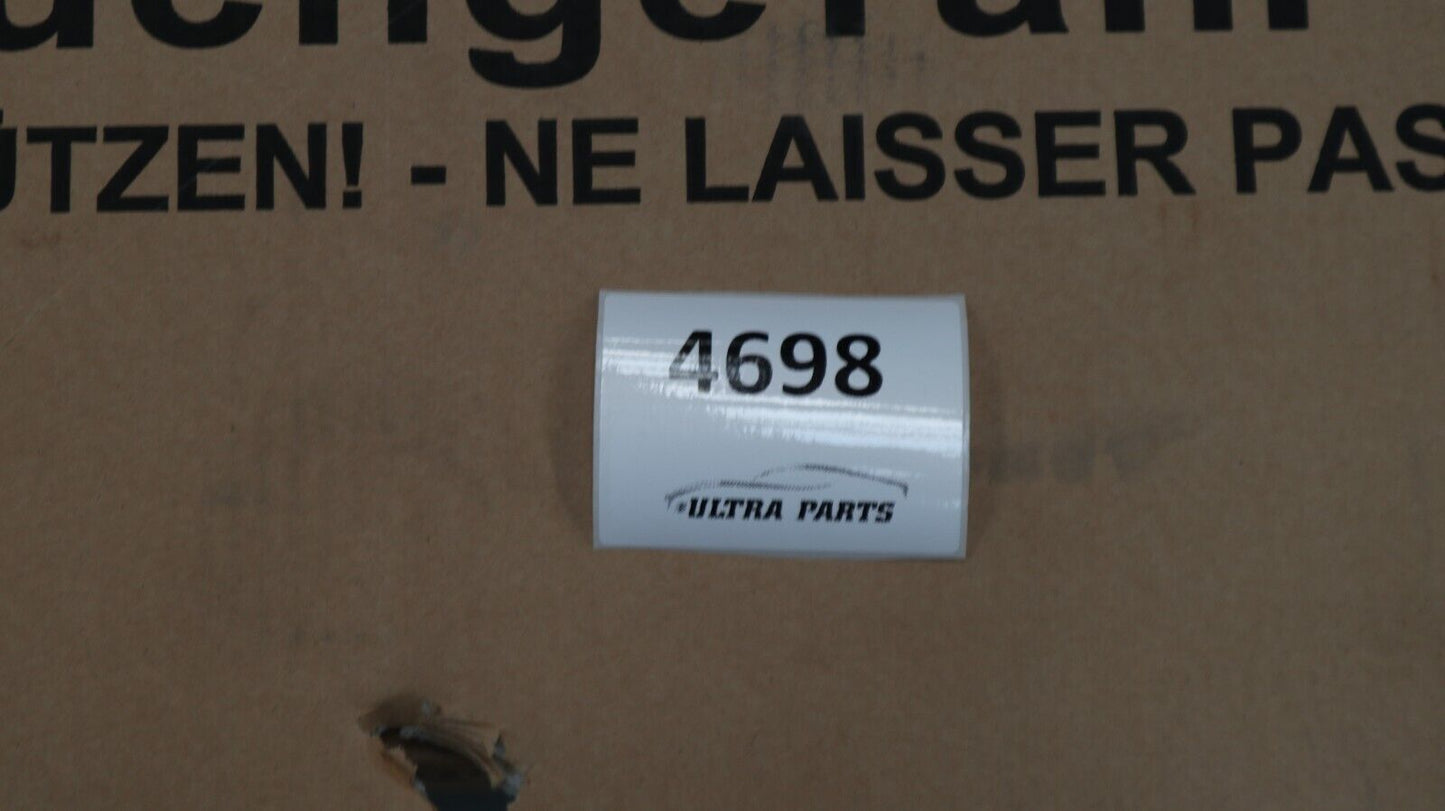 ÜTZEN! - NE LAISSER PAS
4698
ULTRA PARTS